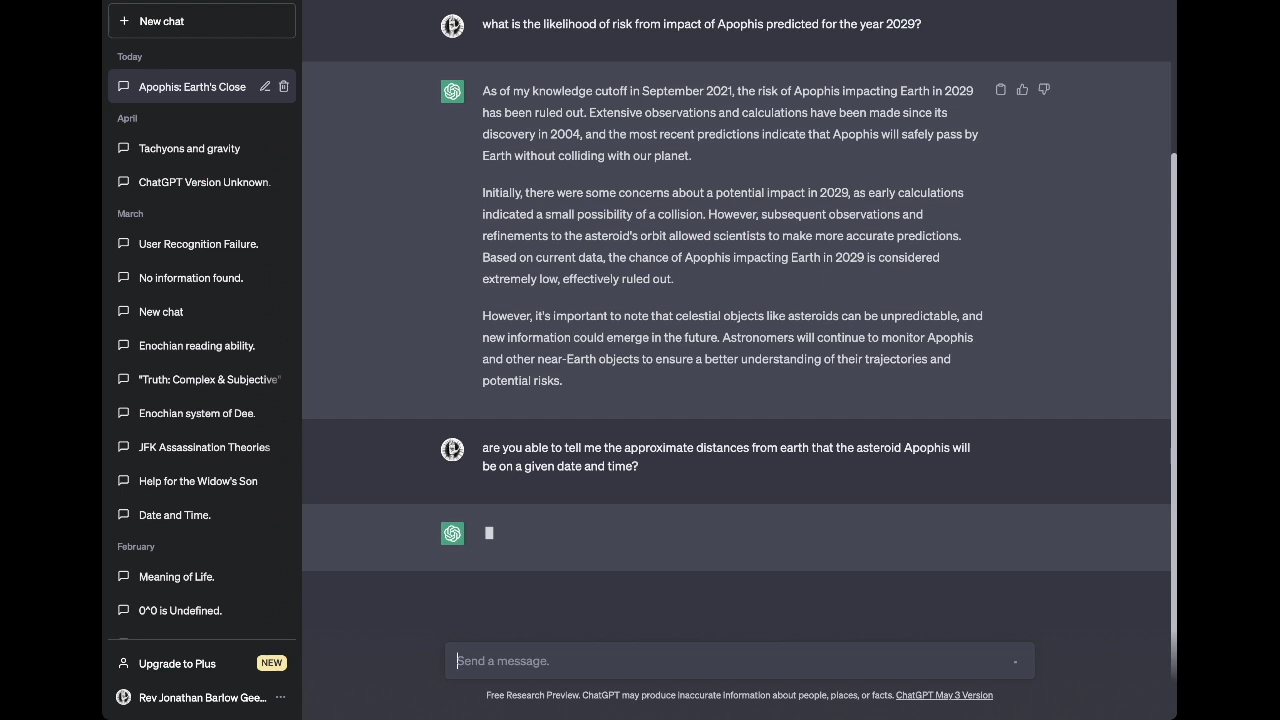 New chat
Today
Apophis: Earth's Close
April
Tachyons and gravity
ChatGPT Version Unknown.
March
User Recognition Failure.
No information found.
New chat
Enochian reading ability.
"Truth: Complex & Subjective"
Enochian system of Dee.
JFK Assassination Theories
Help for the Widow's Son
Date and Time.
February
Meaning of Life.
0^0 is Undefined.
Upgrade to Plus
NEW
Rev Jonathan Barlow Gee...
what is the likelihood of risk from impact of Apophis predicted for the year 2029?
As of my knowledge cutoff in September 2021, the risk of Apophis impacting Earth in 2029
has been ruled out. Extensive observations and calculations have been made since its
discovery in 2004, and the most recent predictions indicate that Apophis will safely pass by
Earth without colliding with our planet.
Initially, there were some concerns about a potential impact in 2029, as early calculations
indicated a small possibility of a collision. However, subsequent observations and
refinements to the asteroid's orbit allowed scientists to make more accurate predictions.
Based on current data, the chance of Apophis impacting Earth in 2029 is considered
extremely low, effectively ruled out.
However, it's important to note that celestial objects like asteroids can be unpredictable, and
new information could emerge in the future. Astronomers will continue to monitor Apophis
and other near-Earth objects to ensure a better understanding of their trajectories and
potential risks.
are you able to tell me the approximate distances from earth that the asteroid Apophis will
be on a given date and time?
Send a message.
Free Research Preview. ChatGPT may produce inaccurate information about people, places, or facts. ChatGPT May 3 Version